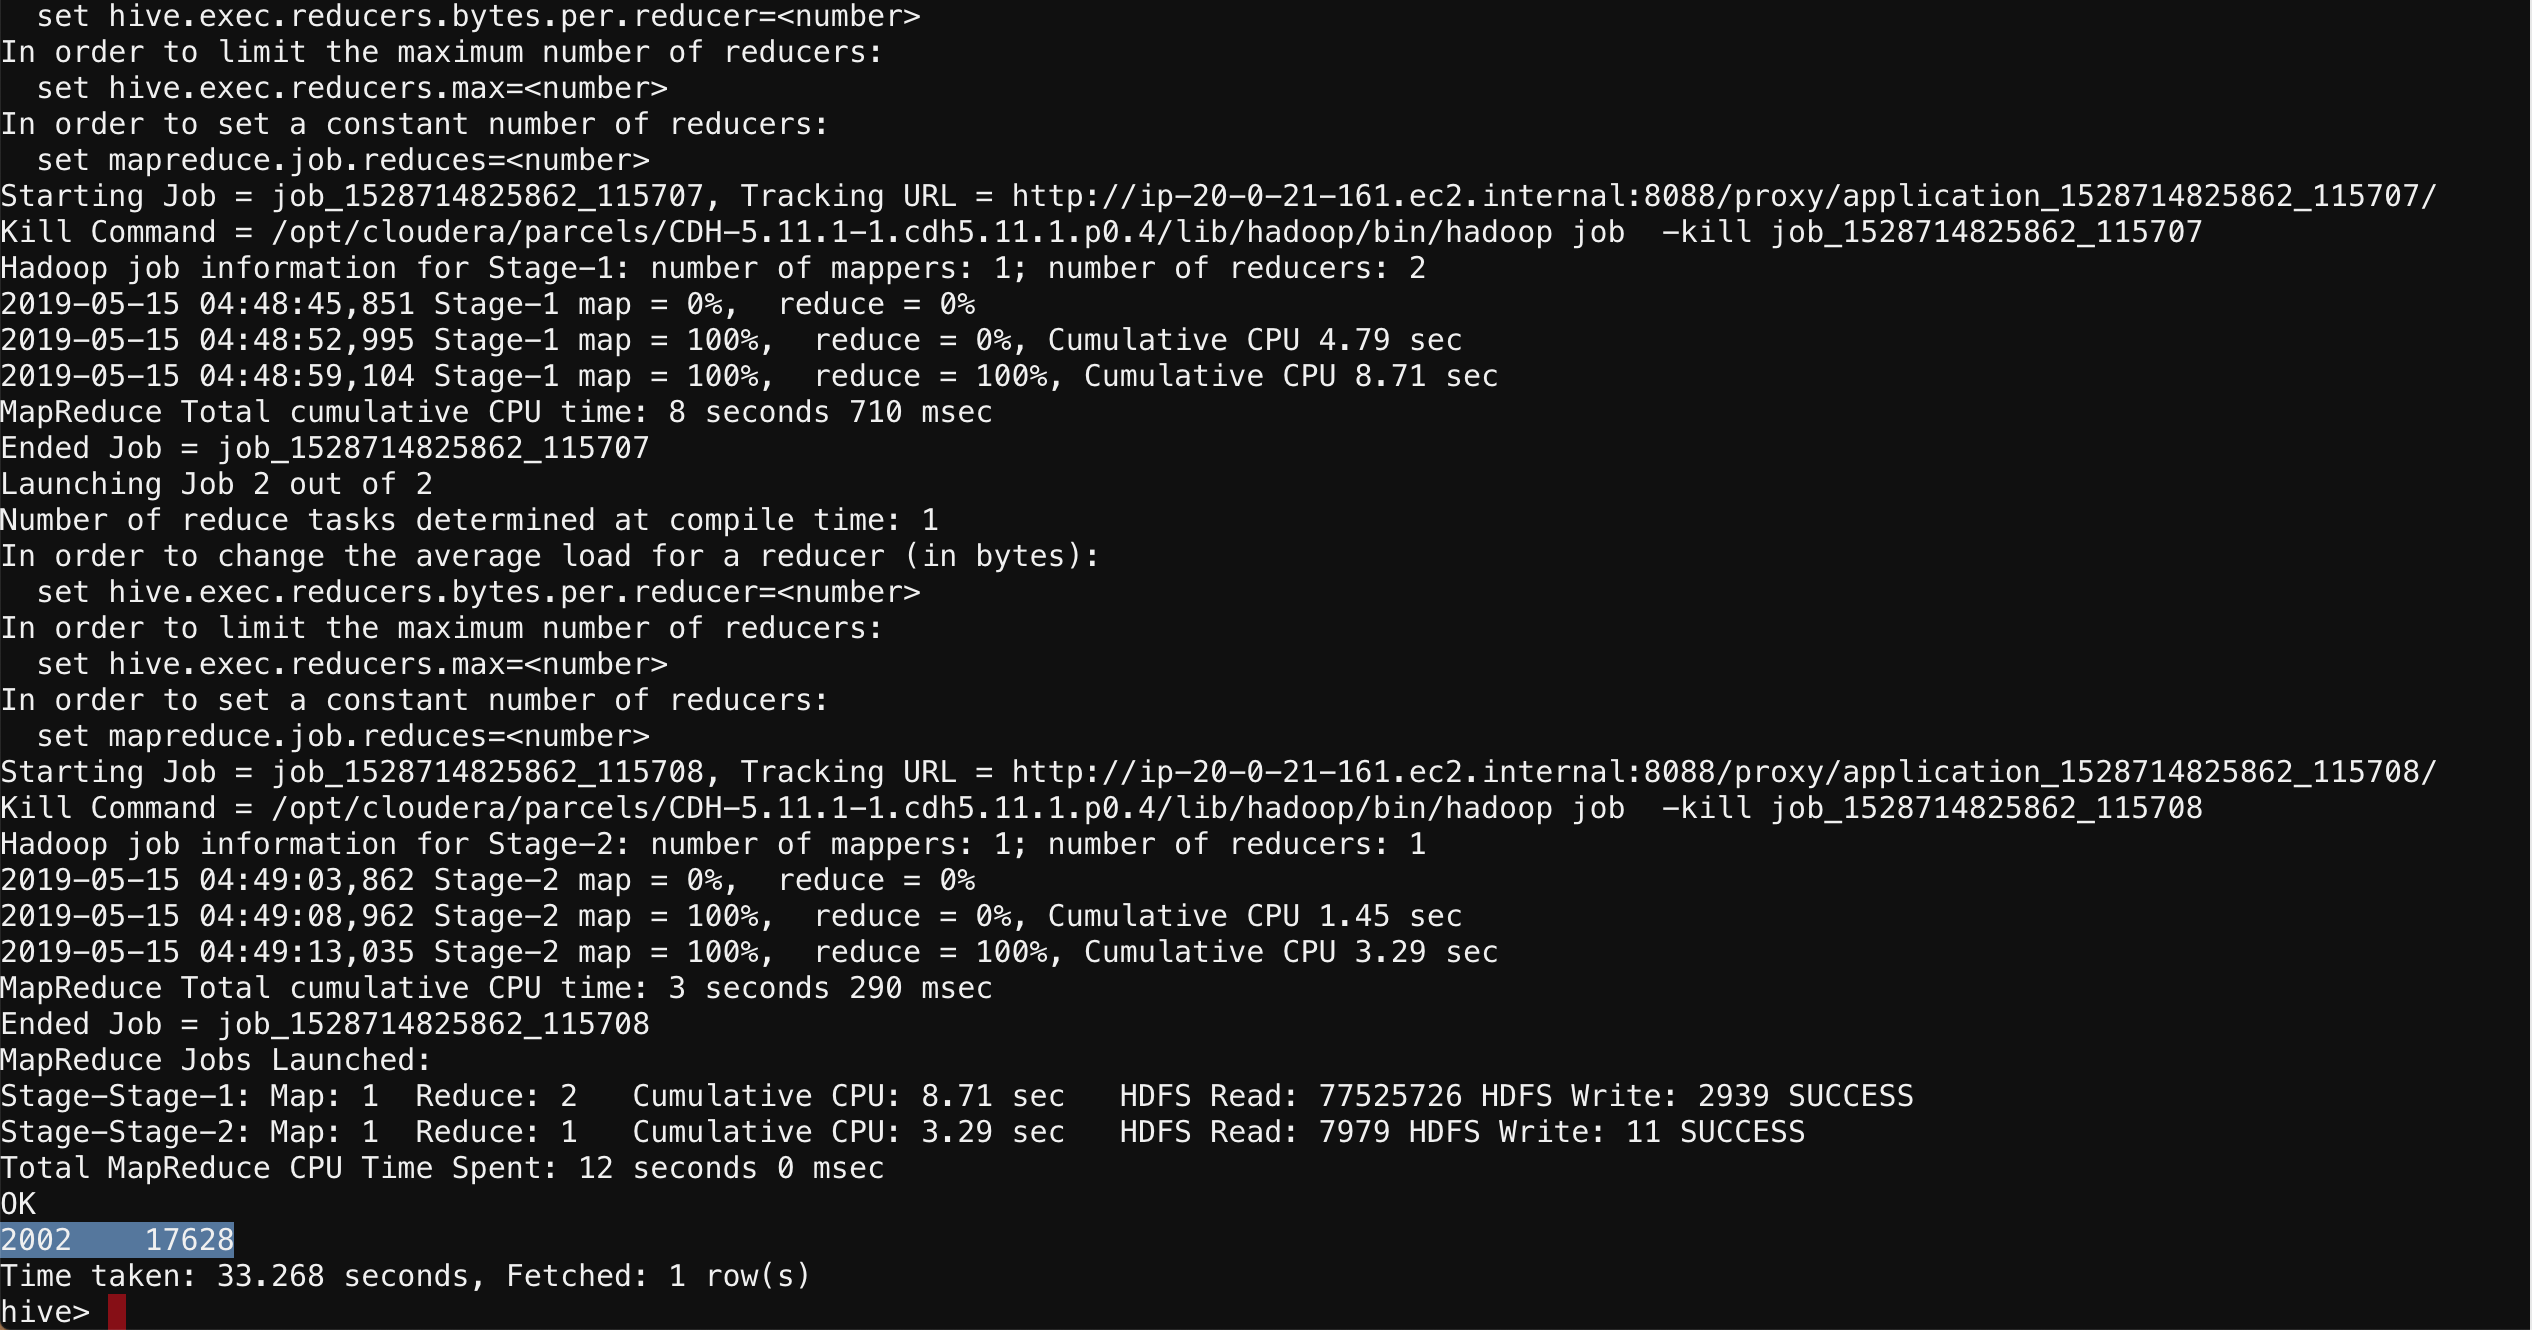 set hive.exec.reducers.bytes.per.reducer=<number>
In order to limit the maximum number of reducers:
  set hive.exec.reducers.max=<number>
In order to set a constant number of reducers:
  set mapreduce.job.reduces=<number>
Starting Job = job_1528714825862_115707, Tracking URL = http://ip-20-0-21-161.ec2.internal:8088/proxy/application_1528714825862_115707/
Kill Command = /opt/cloudera/parcels/CDH-5.11.1-1.cdh5.11.1.p0.4/lib/hadoop/bin/hadoop job  -kill job_1528714825862_115707
Hadoop job information for Stage-1: number of mappers: 1; number of reducers: 2
2019-05-15 04:48:45,851 Stage-1 map = 0%,  reduce = 0%
2019-05-15 04:48:52,995 Stage-1 map = 100%,  reduce = 0%, Cumulative CPU 4.79 sec
2019-05-15 04:48:59,104 Stage-1 map = 100%,  reduce = 100%, Cumulative CPU 8.71 sec
MapReduce Total cumulative CPU time: 8 seconds 710 msec
Ended Job = job_1528714825862_115707
Launching Job 2 out of 2
Number of reduce tasks determined at compile time: 1
In order to change the average load for a reducer (in bytes):
  set hive.exec.reducers.bytes.per.reducer=<number>
In order to limit the maximum number of reducers:
  set hive.exec.reducers.max=<number>
In order to set a constant number of reducers:
  set mapreduce.job.reduces=<number>
Starting Job = job_1528714825862_115708, Tracking URL = http://ip-20-0-21-161.ec2.internal:8088/proxy/application_1528714825862_115708/
Kill Command = /opt/cloudera/parcels/CDH-5.11.1-1.cdh5.11.1.p0.4/lib/hadoop/bin/hadoop job  -kill job_1528714825862_115708
Hadoop job information for Stage-2: number of mappers: 1; number of reducers: 1
2019-05-15 04:49:03,862 Stage-2 map = 0%,  reduce = 0%
2019-05-15 04:49:08,962 Stage-2 map = 100%,  reduce = 0%, Cumulative CPU 1.45 sec
2019-05-15 04:49:13,035 Stage-2 map = 100%,  reduce = 100%, Cumulative CPU 3.29 sec
MapReduce Total cumulative CPU time: 3 seconds 290 msec
Ended Job = job_1528714825862_115708
MapReduce Jobs Launched:
Stage-Stage-1: Map: 1  Reduce: 2   Cumulative CPU: 8.71 sec   HDFS Read: 77525726 HDFS Write: 2939 SUCCESS
Stage-Stage-2: Map: 1  Reduce: 1   Cumulative CPU: 3.29 sec   HDFS Read: 7979 HDFS Write: 11 SUCCESS
Total MapReduce CPU Time Spent: 12 seconds 0 msec
OK
2002    17628
Time taken: 33.268 seconds, Fetched: 1 row(s)
hive>